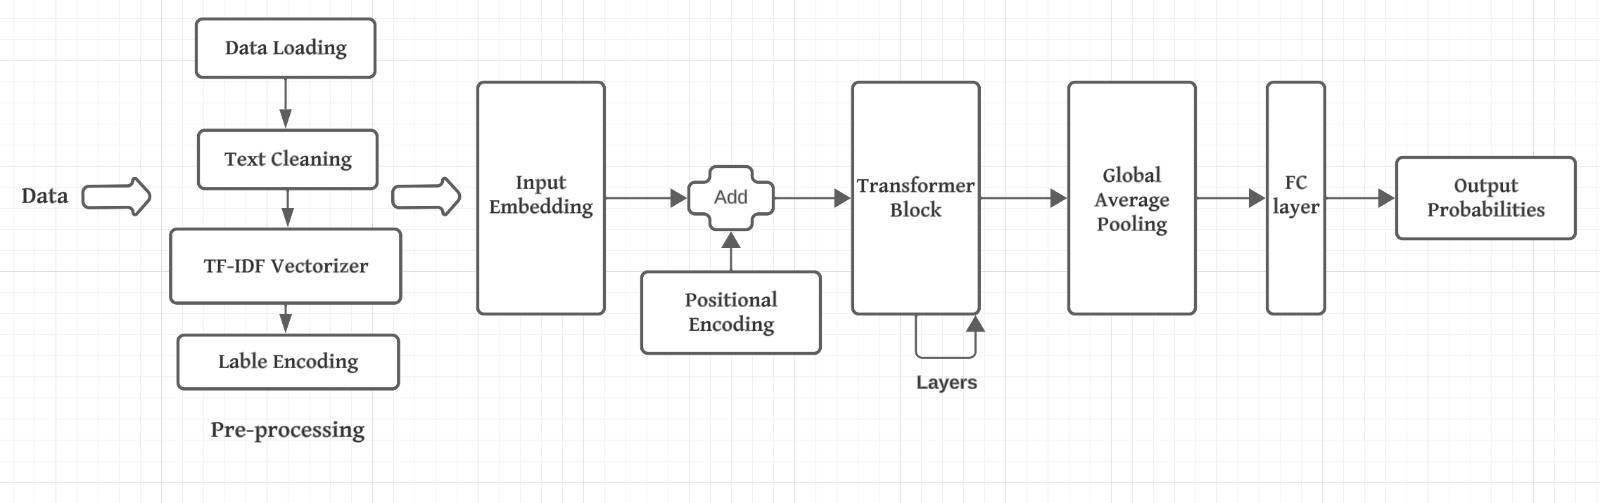 Data
Data Loading
Text Cleaning
TF-IDF Vectorizer
Lable Encoding
Pre-processing
Input
Embedding
Add
Positional
Encoding
Transformer
Block
Layers
Global
Average
Pooling
FC
layer
Output
Probabilities